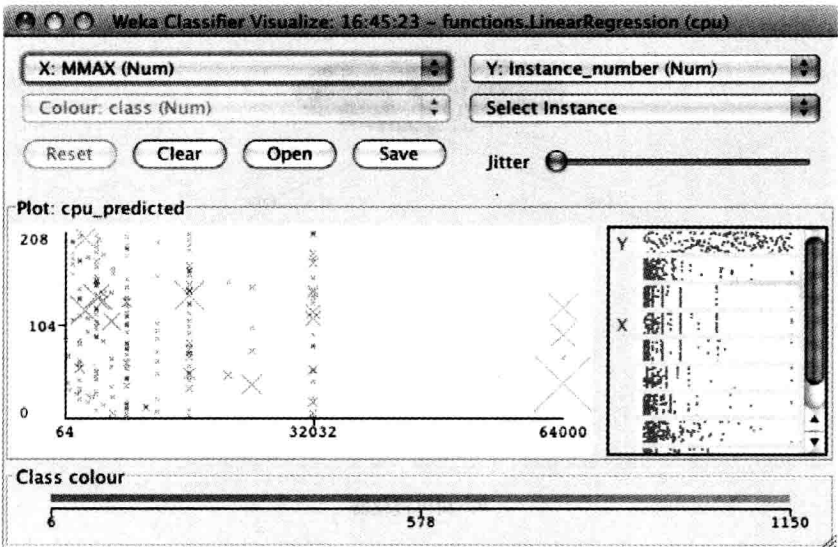 Weka Classifier Visualize: 16:45:23 – functions.LinearRegression (cpu)
X: MMAX (Num)
Y: Instance_number (Num)
Colour: class (Num)
Select Instance
Reset
Clear
Open
Save
Jitter
Plot: cpu_predicted
208
104
0
64
32032
64000
Y
X
Class colour
6
578
1150